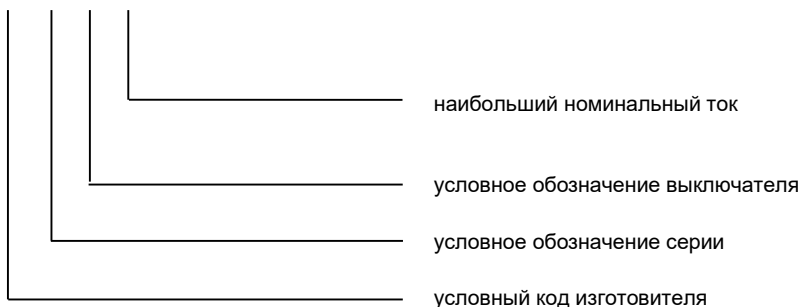 наибольший номинальный ток
условное обозначение выключателя
условное обозначение серии
условный код изготовителя